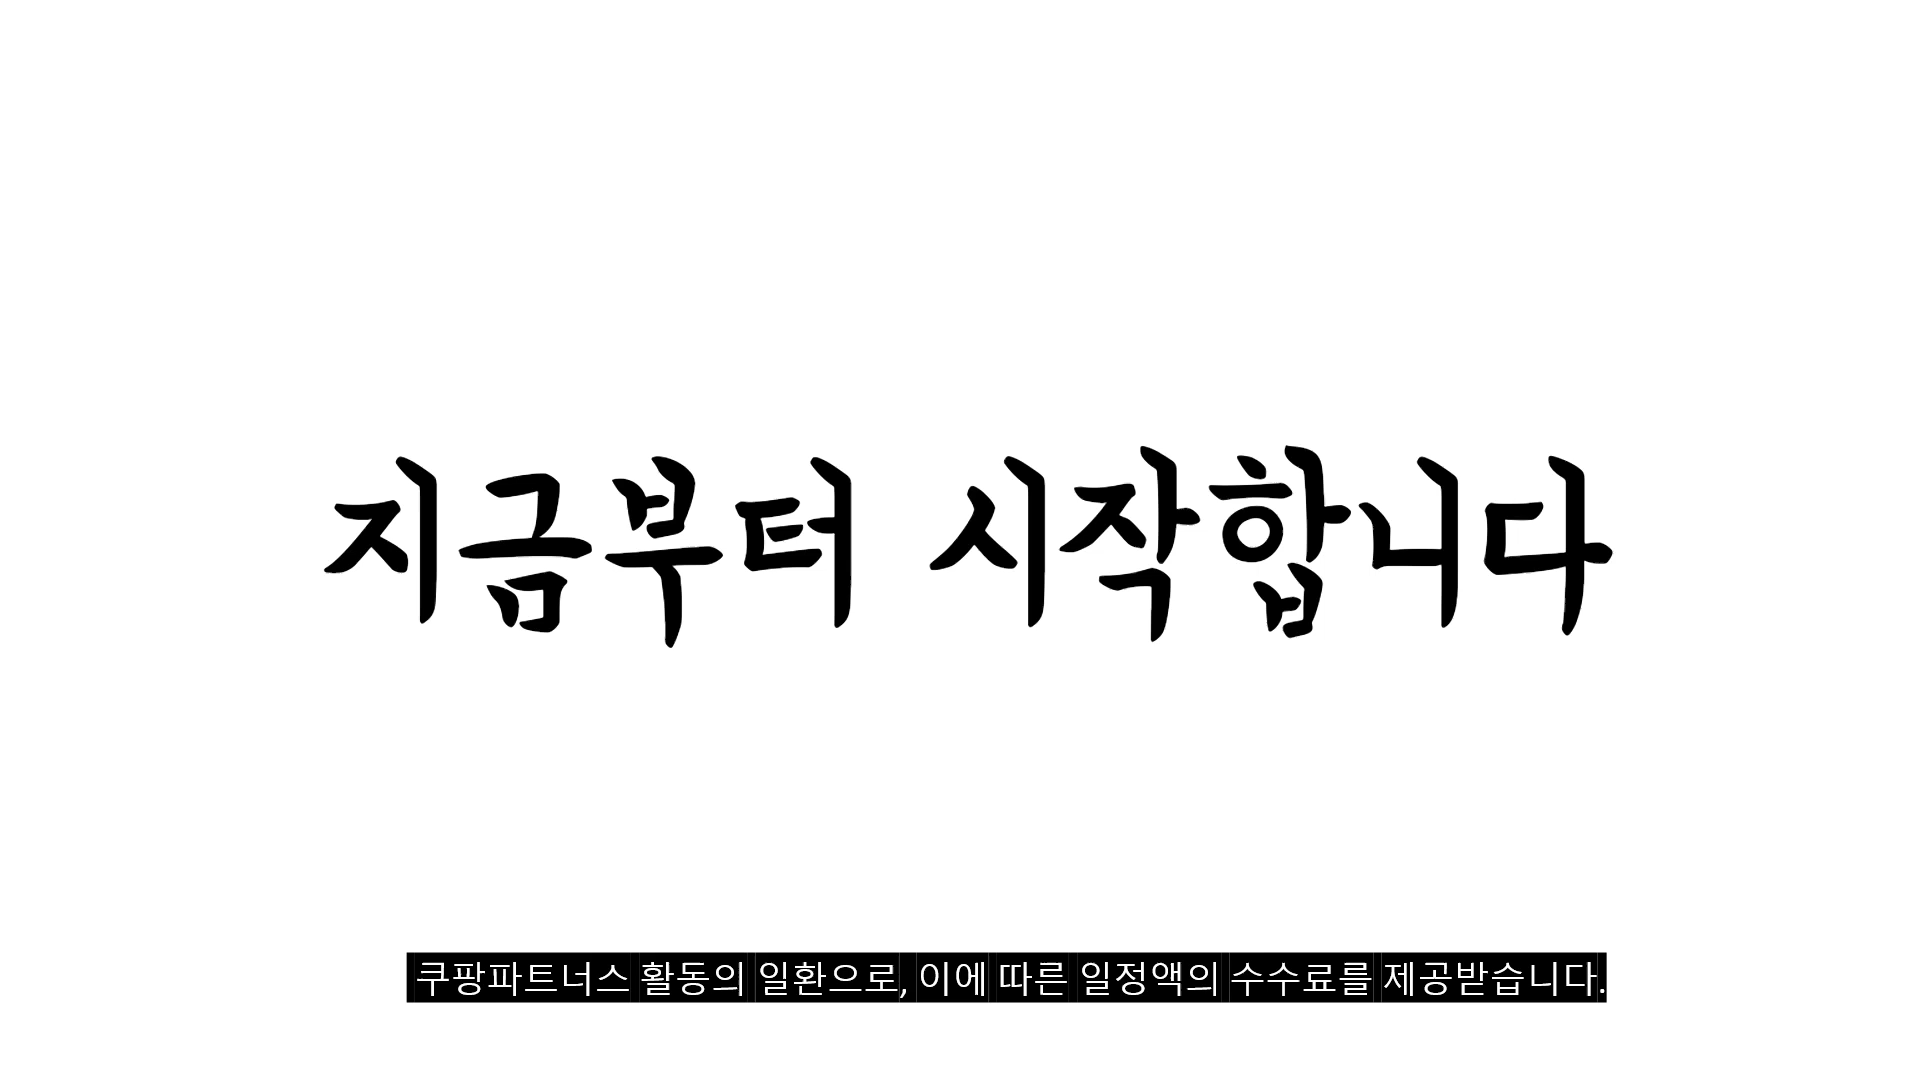 지금부터 시작합니다
쿠팡파트너스 활동의 일환으로, 이에 따른 일정액의 수수료를 제공받습니다.